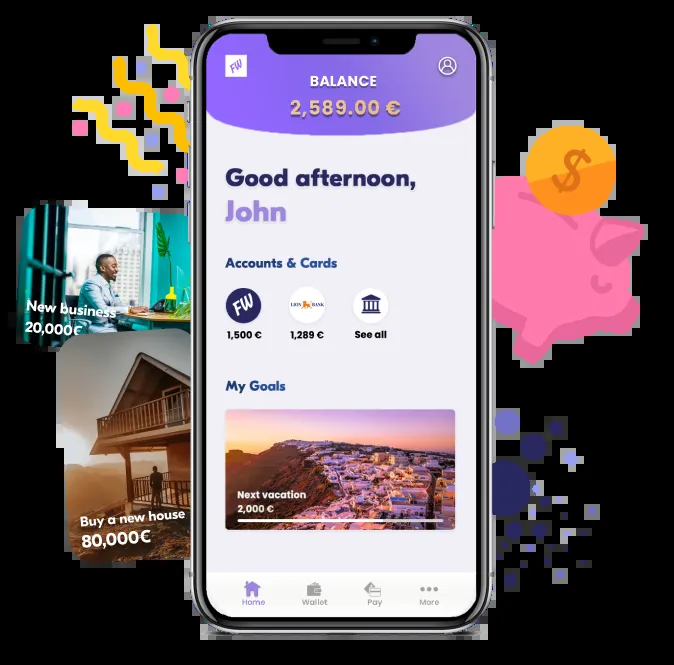 FW
BALANCE
2,589.00 €
Good afternoon,
John
Accounts & Cards
FW
LION BANK
1,500 €
1,289 €
See all
My Goals
Next vacation
2,000 €
Home
Wallet
Pay
More
New business
20,000€
Buy a new house
80,000€
$